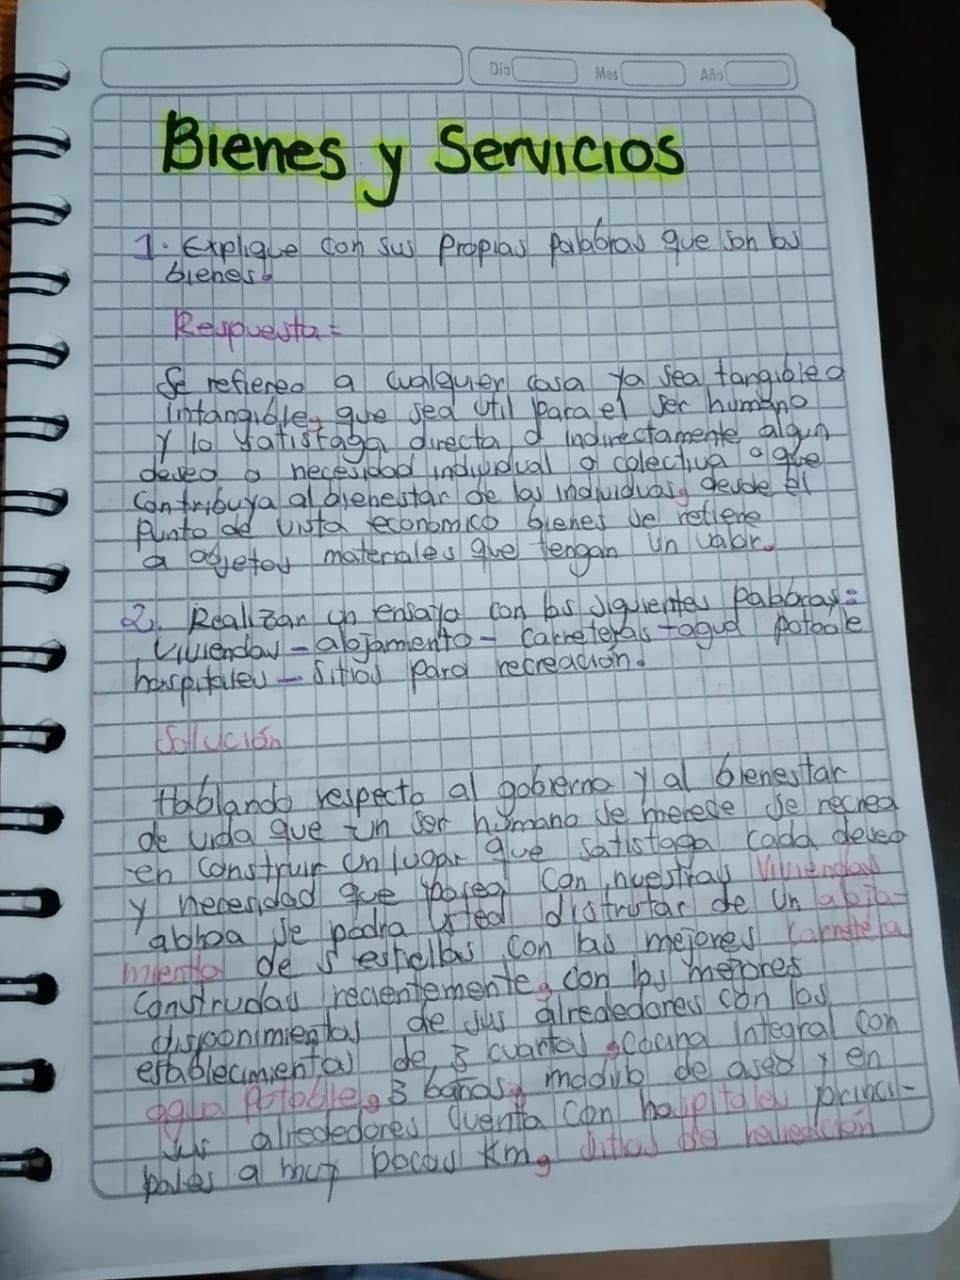 Día Mes Año
Bienes y Servicios
1. Explique con sus propias palabras que son los
bienes.
Respuesta=
Se refiereo a cualquier cosa ya sea tangible o
intangible, que sea util para el ser humano
y lo satisfaga directa o indirectamente algun
deseo o necesidad individual o colectiva o que
contribuya al bienestar de los individuos, desde el
punto de vista economico bienes se refiere
a objetos materiales que tengan un valor.
2. Realizar un ensallo con las siguientes palabras=
viviendas - alojamento - carreteras - agua potable
hospitales - Sitios para recreación.
Solución
Hablando respecto al gobierno y al bienestar
de vida que un ser humano se merece se recrea
en construir un lugar que satisfaga cada deseo
y necesidad que posea con nuestras viviendas
ahora se podra usted disfrutar de un aloja-
miento de 5 estrellas con las mejores carretera
construidas recientemente, con los mejores
de sus alrededores con los
establecimiental de 3 cuartos, cocina integral con
agua potable, 3 baños, modulo de aseo y en
sus alrededores cuenta con hospitales princi-
pales a muy pocos Km, sitios de recreación